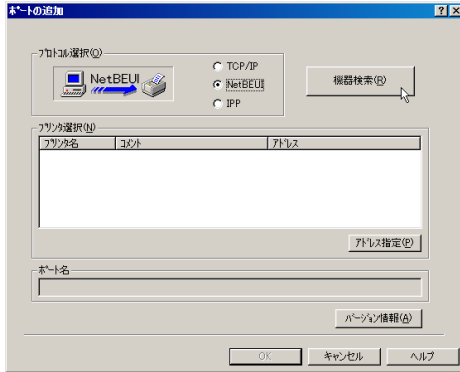 ﾎﾟｰﾄの追加
ﾌﾟﾛﾄｺﾙ選択(O)
NetBEUI
TCP/IP
NetBEUI
IPP
機器検索(R)
ﾌﾟﾘﾝﾀ選択(N)
ﾌﾟﾘﾝﾀ名
ｺﾒﾝﾄ
ｱﾄﾞﾚｽ
ｱﾄﾞﾚｽ指定(P)
ﾎﾟｰﾄ名
ﾊﾞｰｼﾞｮﾝ情報(A)
OK
キャンセル
ヘルプ